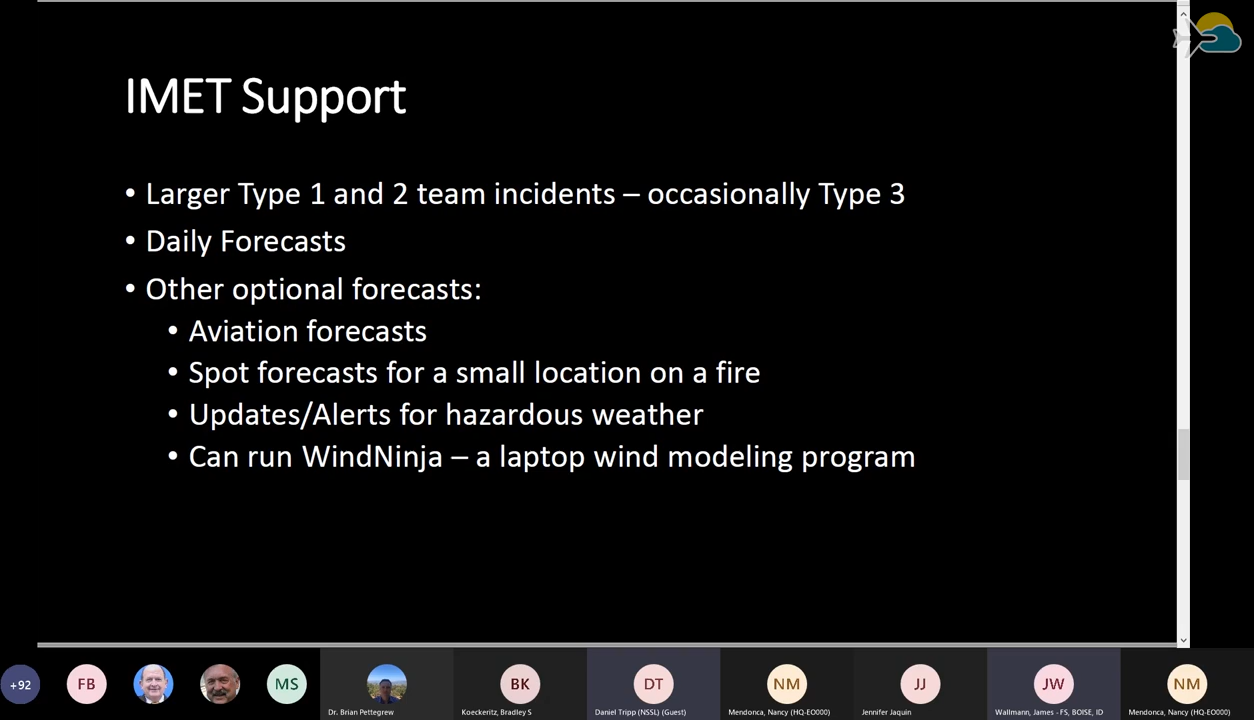 IMET Support
• Larger Type 1 and 2 team incidents – occasionally Type 3
• Daily Forecasts
• Other optional forecasts:
• Aviation forecasts
• Spot forecasts for a small location on a fire
• Updates/Alerts for hazardous weather
• Can run WindNinja – a laptop wind modeling program
+92
FB
MS
BK
DT
NM
JJ
JW
NM
Dr. Brian Pettegrew
Koeckeritz, Bradley S
Daniel Tripp (NSSL) (Guest)
Mendonca, Nancy (HQ-EO000)
Jennifer Jaquin
Wallmann, James - FS, BOISE, ID
Mendonca, Nancy (HQ-EO000)